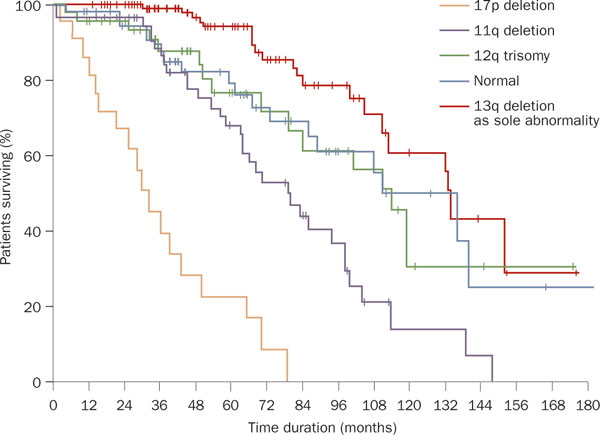 17p deletion
11q deletion
12q trisomy
Normal
13q deletion
as sole abnormality
Patients surviving (%)
100
80
60
40
20
0
0 12 24 36 48 60 72 84 96 108 120 132 144 156 168 180
Time duration (months)